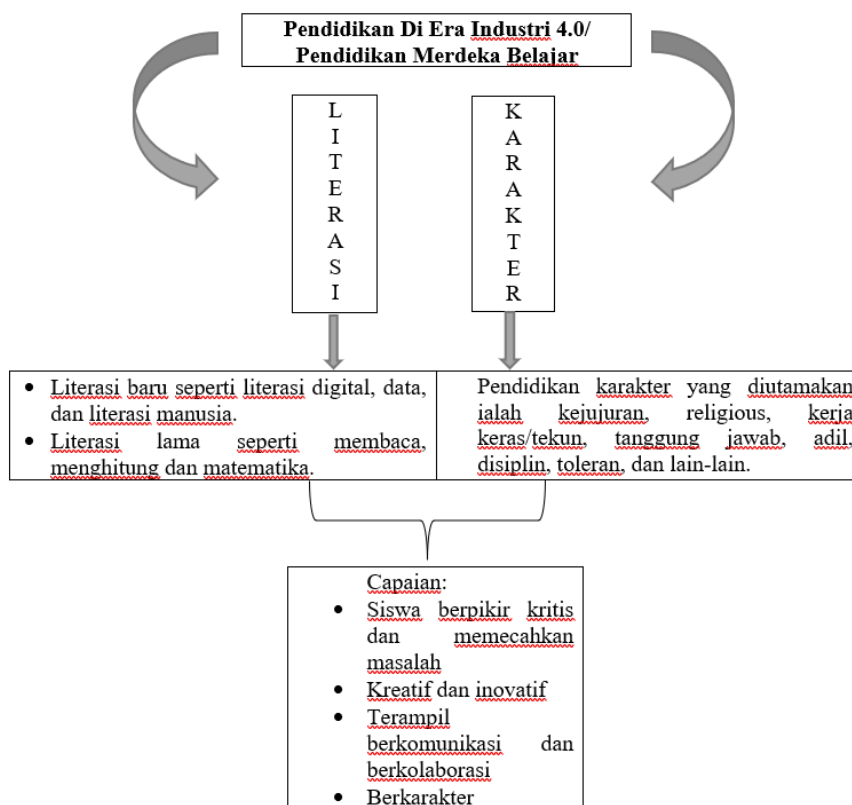 Pendidikan Di Era Industri 4.0/
Pendidikan Merdeka Belajar
L
I
T
E
R
A
S
I
K
A
R
A
K
T
E
R
• Literasi baru seperti literasi digital, data,
dan literasi manusia.
• Literasi lama seperti membaca,
menghitung dan matematika.
Pendidikan karakter yang diutamakan
ialah kejujuran, religious, kerja
keras/tekun, tanggung jawab, adil,
disiplin, toleran, dan lain-lain.
Capaian:
• Siswa berpikir kritis
dan memecahkan
masalah
• Kreatif dan inovatif
• Terampil
berkomunikasi dan
berkolaborasi
• Berkarakter